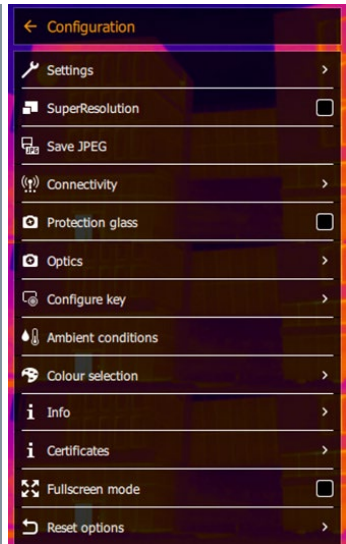 Configuration
Settings
SuperResolution
JPG
Save JPEG
Connectivity
Protection glass
Optics
Configure key
Ambient conditions
Colour selection
i Info
i Certificates
Fullscreen mode
Reset options